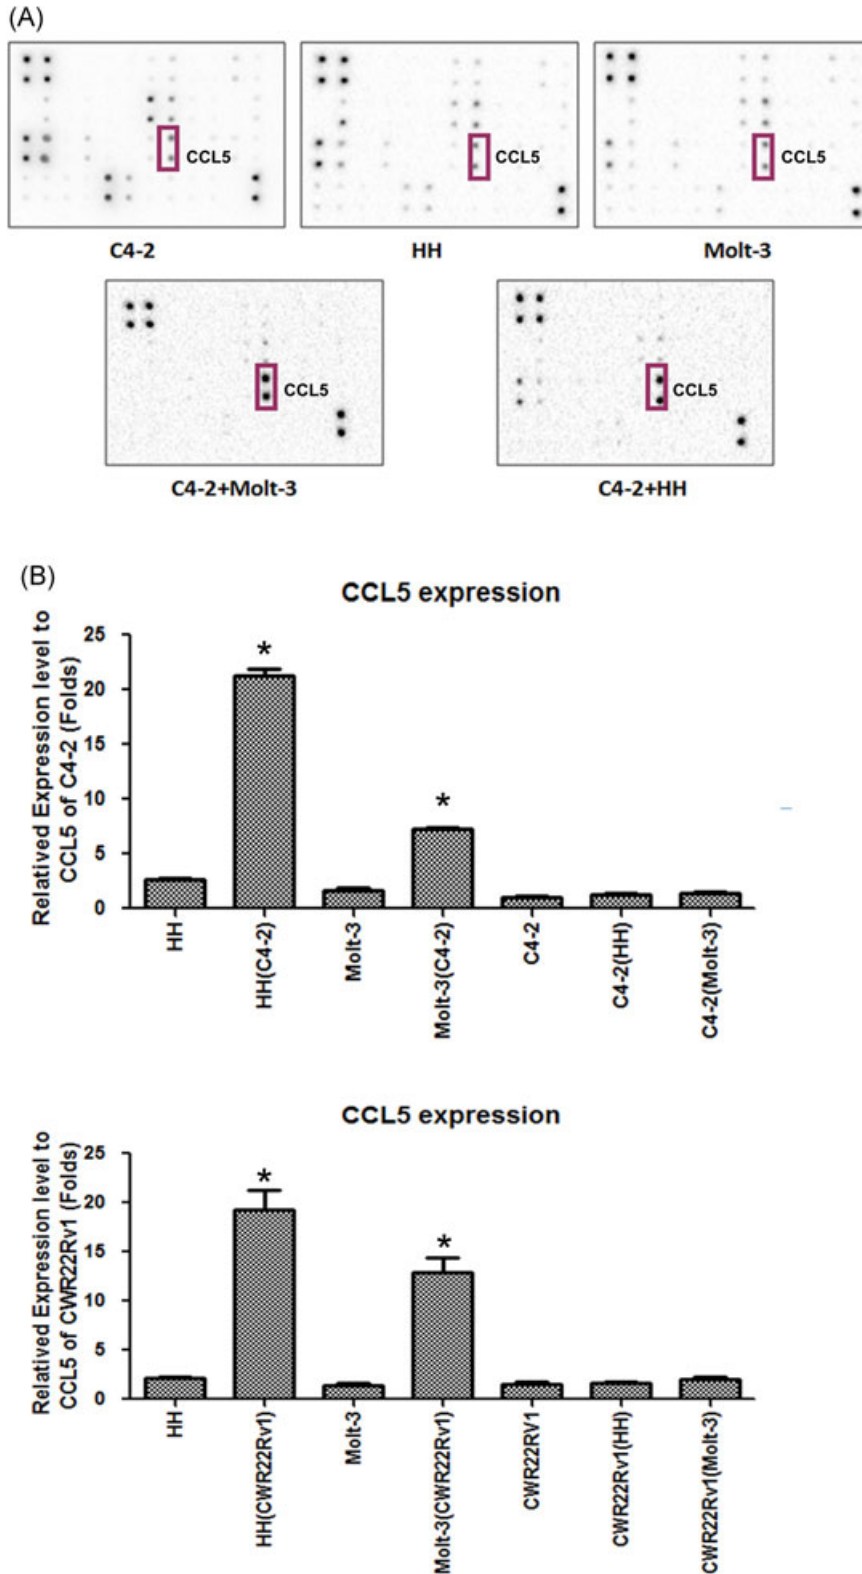 (A)
CCL5
CCL5
CCL5
C4-2
HH
Molt-3
CCL5
CCL5
C4-2+Molt-3
C4-2+HH
(B)
CCL5 expression
Relatived Expression level to
CCL5 of C4-2 (Folds)
25
20
15
10
5
0
*
*
HH
HH(C4-2)
Molt-3
Molt-3(C4-2)
C4-2
C4-2(HH)
C4-2(Molt-3)
CCL5 expression
Relatived Expression level to
CCL5 of CWR22Rv1 (Folds)
25
20
15
10
5
0
*
*
HH
HH(CWR22Rv1)
Molt-3
Molt-3(CWR22Rv1)
CWR22RV1
CWR22Rv1(HH)
CWR22Rv1(Molt-3)